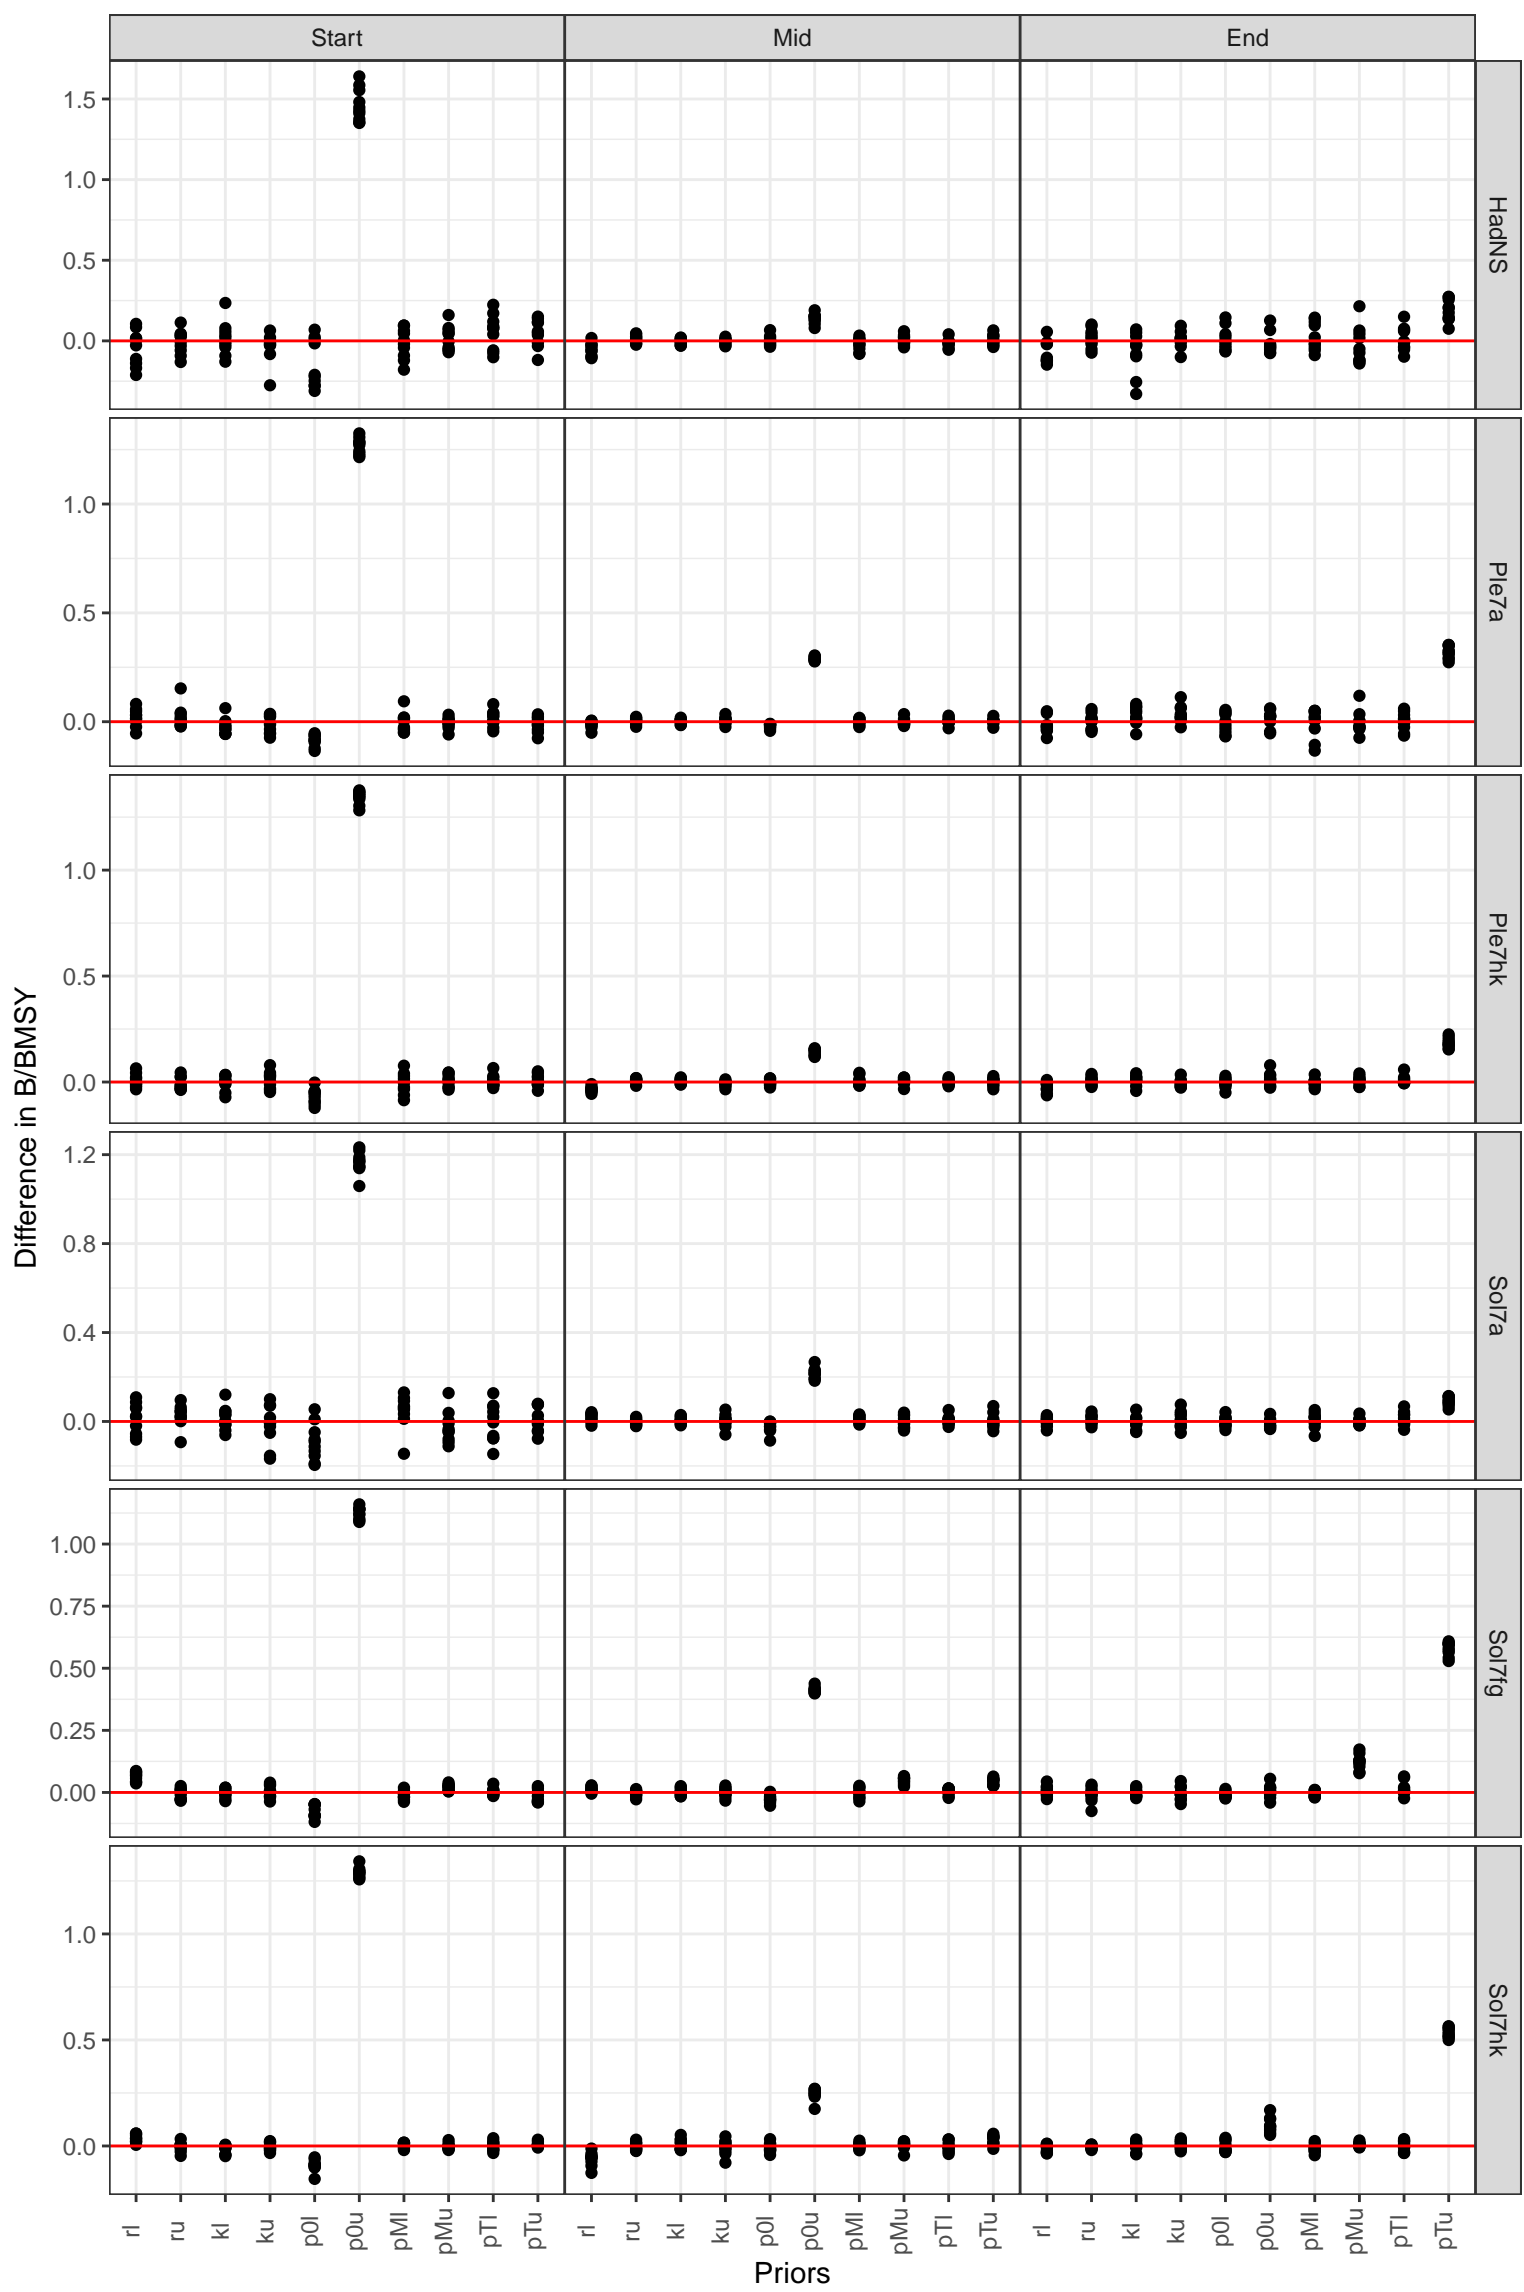 Start Mid End
1.5
1.0
0.5
0.0
HadNS
1.0
0.5
0.0
Ple7a
1.0
0.5
0.0
Ple7hk
1.2
0.8
0.4
0.0
Sol7a
1.00
0.75
0.50
0.25
0.00
Sol7fg
1.0
0.5
0.0
Sol7hk
Difference in B/BMSY
rl ru kl ku p0l p0u pMl pMu pTl pTu rl ru kl ku p0l p0u pMl pMu pTl pTu rl ru kl ku p0l p0u pMl pMu pTl pTu
Priors